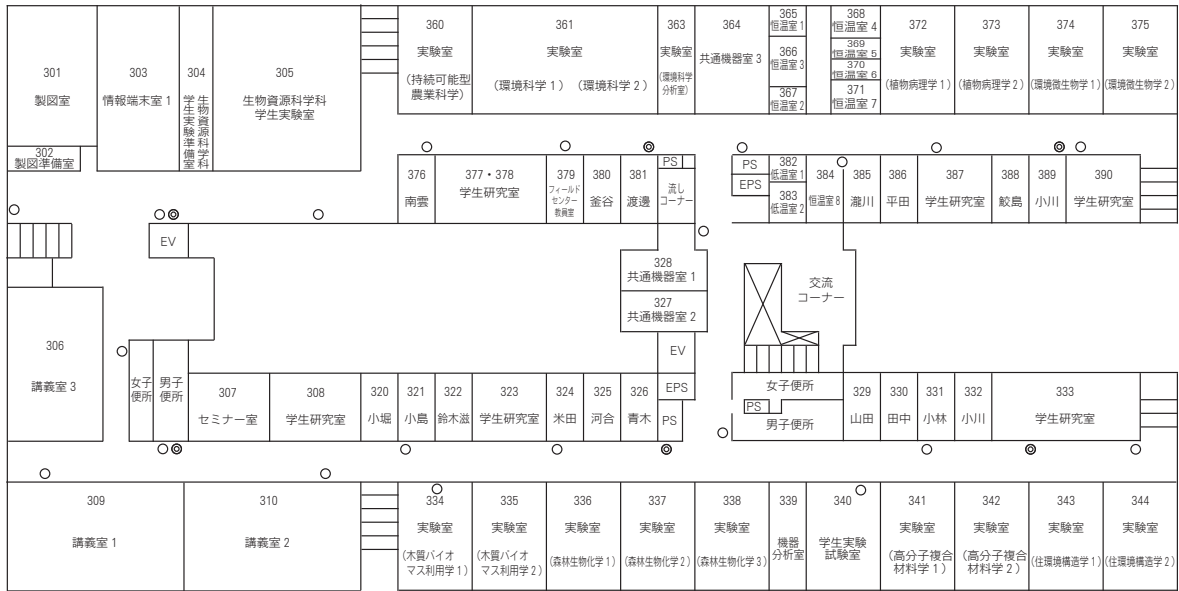 301
製図室
302
製図準備室
303
情報端末室 1
304
生物資源科学科
学生実験準備室
305
生物資源科学科
学生実験室
360
実験室
（持続可能型
農業科学）
361
実験室
（環境科学 1）（環境科学 2）
363
実験室
（環境科学
分析室）
364
共通機器室 3
365
恒温室 1
366
恒温室 3
367
恒温室 2
368
恒温室 4
369
恒温室 5
370
恒温室 6
371
恒温室 7
372
実験室
（植物病理学 1）
373
実験室
（植物病理学 2）
374
実験室
（環境微生物学 1）
375
実験室
（環境微生物学 2）
376
南雲
377・378
学生研究室
379
フィールド
センター
教員室
380
釜谷
381
渡邊
PS
流し
コーナー
PS
EPS
382
低温室 1
383
低温室 2
384
恒温室 8
385
瀧川
386
平田
387
学生研究室
388
鮫島
389
小川
390
学生研究室
EV
328
共通機器室 1
327
共通機器室 2
EV
交流
コーナー
306
講義室 3
女子
便所
男子
便所
307
セミナー室
308
学生研究室
320
小堀
321
小島
322
鈴木滋
323
学生研究室
324
米田
325
河合
326
青木
EPS
PS
女子便所
PS
男子便所
329
山田
330
田中
331
小林
332
小川
333
学生研究室
309
講義室 1
310
講義室 2
334
実験室
（木質バイオ
マス利用学 1）
335
実験室
（木質バイオ
マス利用学 2）
336
実験室
（森林生物化学 1）
337
実験室
（森林生物化学 2）
338
実験室
（森林生物化学 3）
339
機器
分析室
340
学生実験
試験室
341
実験室
（高分子複合
材料学 1）
342
実験室
（高分子複合
材料学 2）
343
実験室
（住環境構造学 1）
344
実験室
（住環境構造学 2）